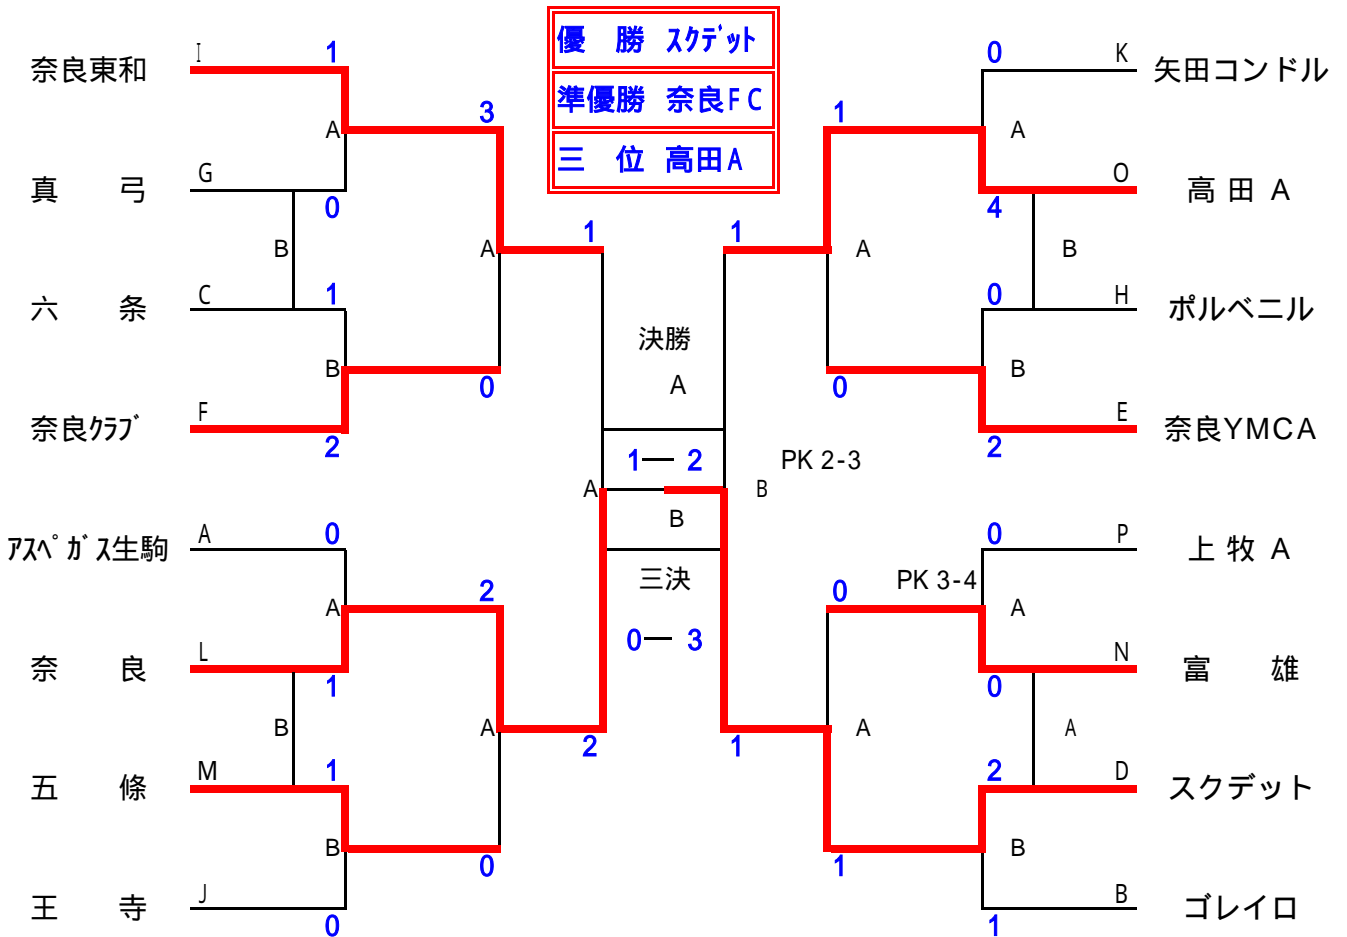 優　勝 ｽｸﾃﾞｯﾄ
準優勝 奈良ＦＣ
三　位 高田Ａ
奈良東和 I 1
0 K 矢田コンドル
3
1
A
A
真　弓 G 0
4 O 高田A
1
1
B
A
A
B
六　条 C 1
0 H ポルベニル
決勝
A
B
0
0
B
奈良ｸﾗﾌﾞ F 2
2 E 奈良YMCA
1― 2 PK 2-3
A
B
B
ｱｽﾍﾟｶﾞｽ生駒 A 0
0 P 上牧A
三決
2
0 PK 3-4
A
A
0― 3
奈　良 L 1
0 N 富　雄
B
A
2
1
A
A
五　條 M 1
2 D スクデット
B
0
1
B
王　寺 J 0
1 B ゴレイロ